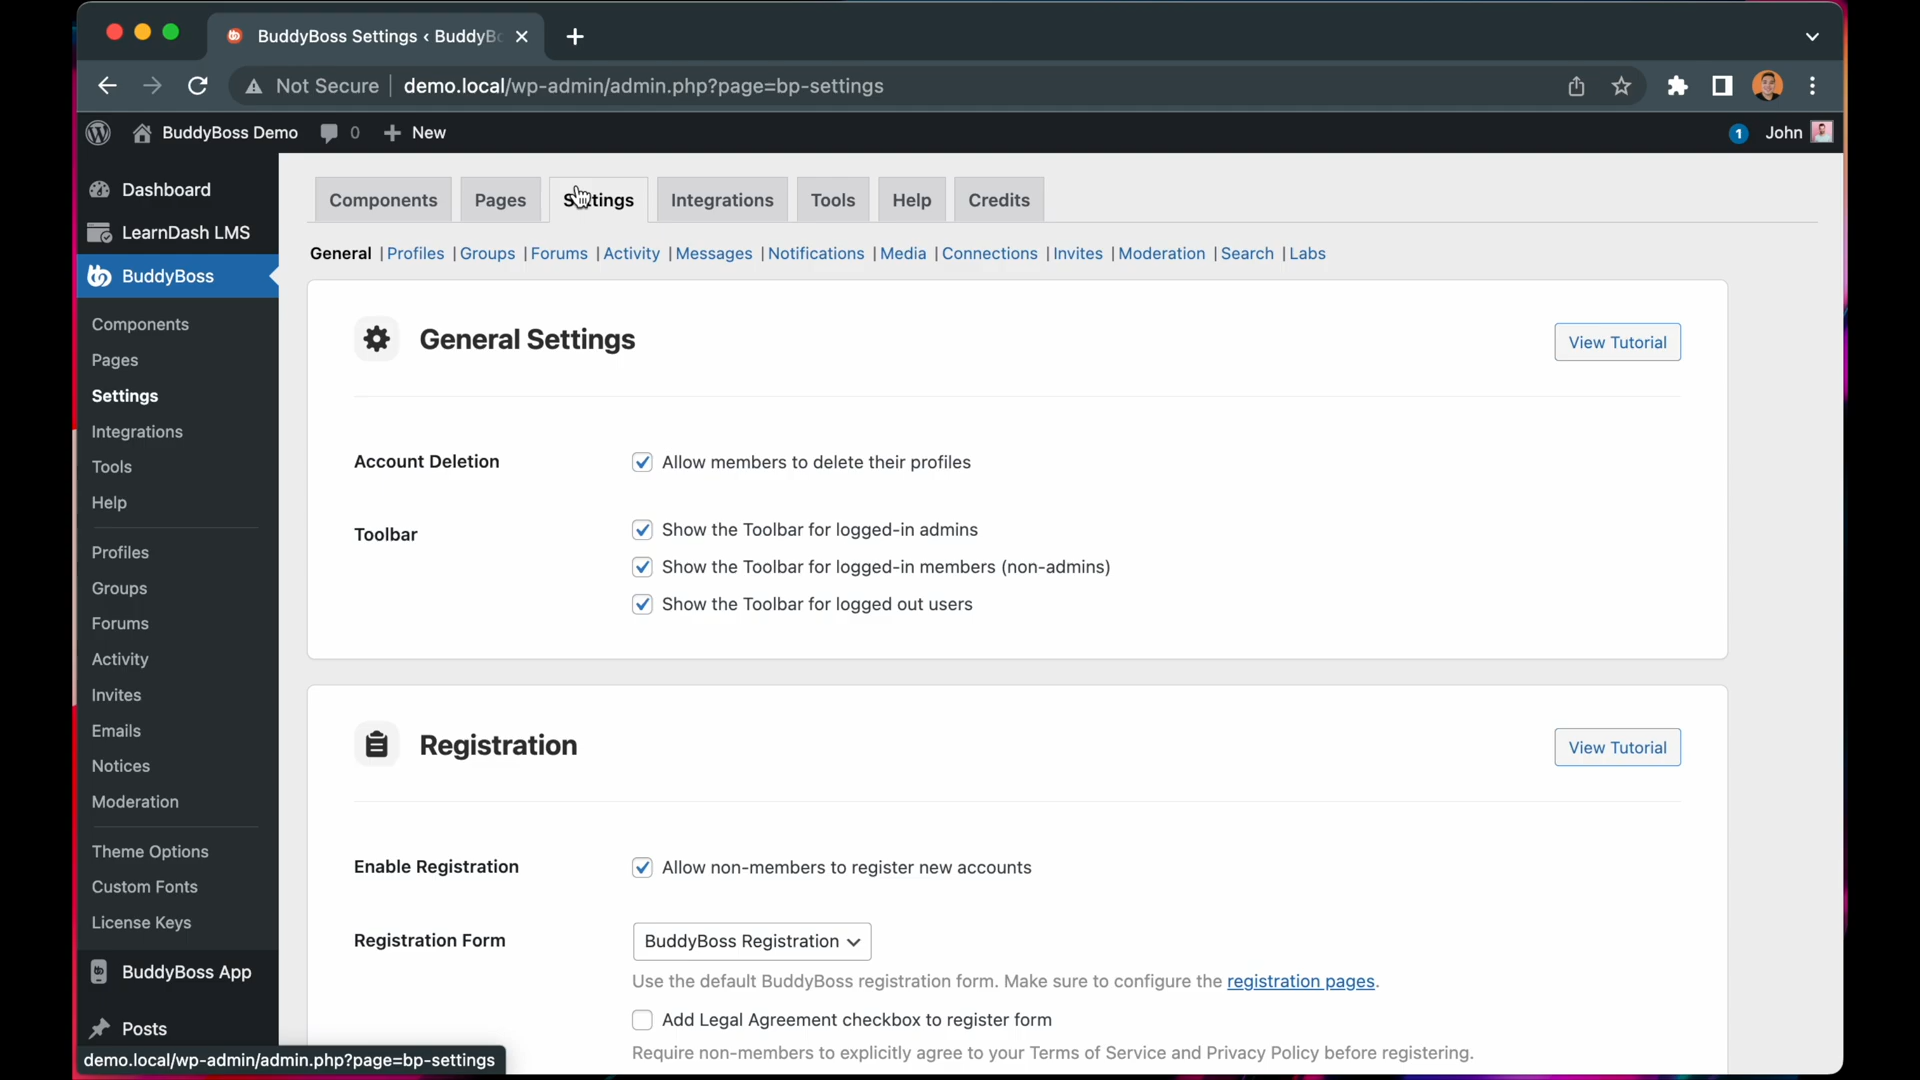 BuddyBoss Settings ‹ BuddyBo
Not Secure demo.local/wp-admin/admin.php?page=bp-settings
BuddyBoss Demo 0 New 1 John
Dashboard
LearnDash LMS
BuddyBoss
Components
Pages
Settings
Integrations
Tools
Help
Profiles
Groups
Forums
Activity
Invites
Emails
Notices
Moderation
Theme Options
Custom Fonts
License Keys
BuddyBoss App
Posts
demo.local/wp-admin/admin.php?page=bp-settings
Components Pages Settings Integrations Tools Help Credits
General | Profiles | Groups | Forums | Activity | Messages | Notifications | Media | Connections | Invites | Moderation | Search | Labs
General Settings
View Tutorial
Account Deletion
Allow members to delete their profiles
Toolbar
Show the Toolbar for logged-in admins
Show the Toolbar for logged-in members (non-admins)
Show the Toolbar for logged out users
Registration
View Tutorial
Enable Registration
Allow non-members to register new accounts
Registration Form
BuddyBoss Registration
Use the default BuddyBoss registration form. Make sure to configure the registration pages.
Add Legal Agreement checkbox to register form
Require non-members to explicitly agree to your Terms of Service and Privacy Policy before registering.